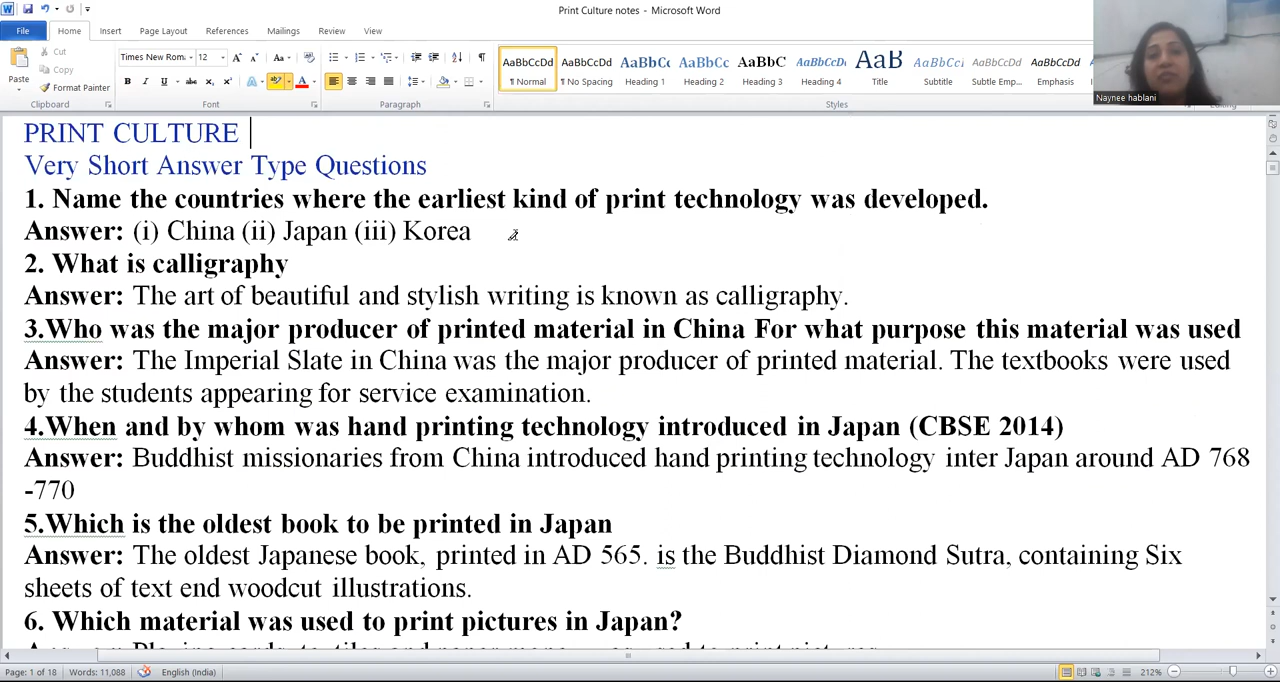 Print Culture notes - Microsoft Word
File Home Insert Page Layout References Mailings Review View
Cut
Copy
Format Painter
Paste
Times New Rom 12
AaBbCcDd AaBbCcDd AaBbCc AaBbCc AaBbC AaBbCcDc AaB AaBbCcI AaBbCcDd AaBbCcDd
¶ Normal ¶ No Spacing Heading 1 Heading 2 Heading 3 Heading 4 Title Subtitle Subtle Emp... Emphasis
Clipboard Font Paragraph Styles
Naynee hablani
PRINT CULTURE
Very Short Answer Type Questions
1. Name the countries where the earliest kind of print technology was developed.
Answer: (i) China (ii) Japan (iii) Korea
2. What is calligraphy
Answer: The art of beautiful and stylish writing is known as calligraphy.
3.Who was the major producer of printed material in China For what purpose this material was used
Answer: The Imperial Slate in China was the major producer of printed material. The textbooks were used
by the students appearing for service examination.
4.When and by whom was hand printing technology introduced in Japan (CBSE 2014)
Answer: Buddhist missionaries from China introduced hand printing technology inter Japan around AD 768
-770
5.Which is the oldest book to be printed in Japan
Answer: The oldest Japanese book, printed in AD 565. is the Buddhist Diamond Sutra, containing Six
sheets of text end woodcut illustrations.
6. Which material was used to print pictures in Japan?
Page: 1 of 18 Words: 11,088 English (India) 212%